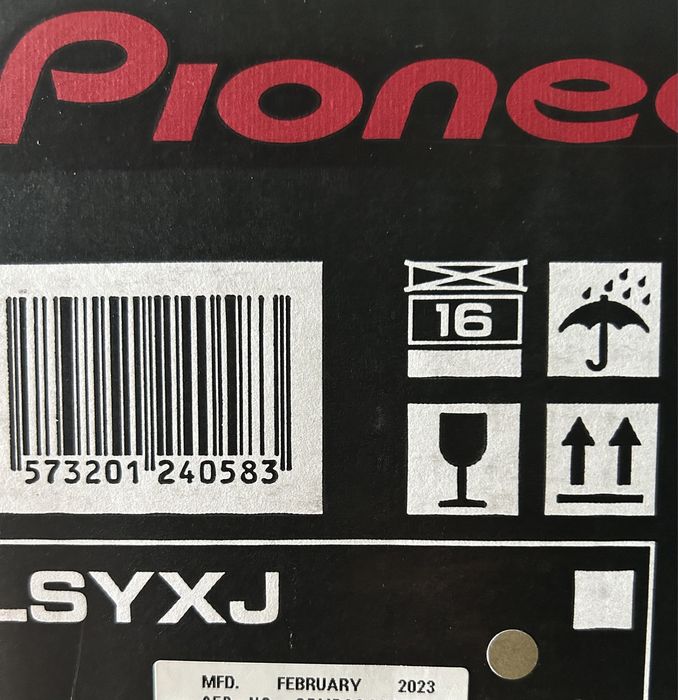 Pionee
16
573201 240583
LSYXJ
MFD. FEBRUARY 2023